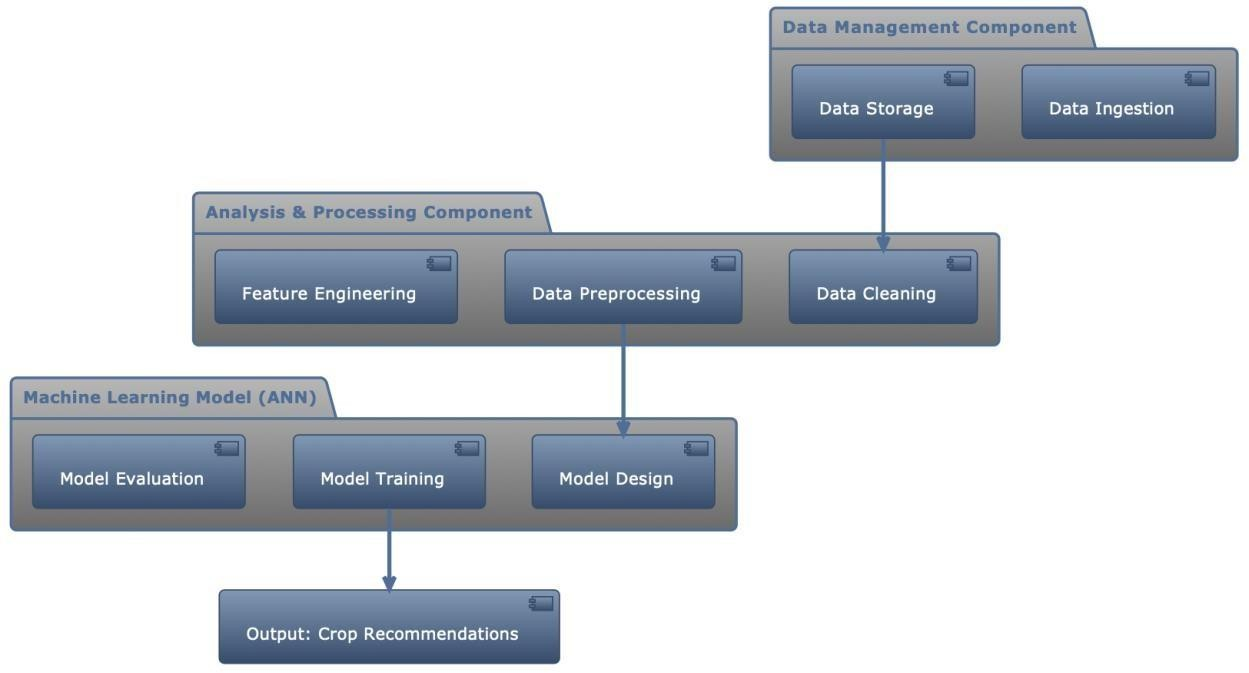 Data Management Component
Data Storage
Data Ingestion
Analysis & Processing Component
Feature Engineering
Data Preprocessing
Data Cleaning
Machine Learning Model (ANN)
Model Evaluation
Model Training
Model Design
Output: Crop Recommendations